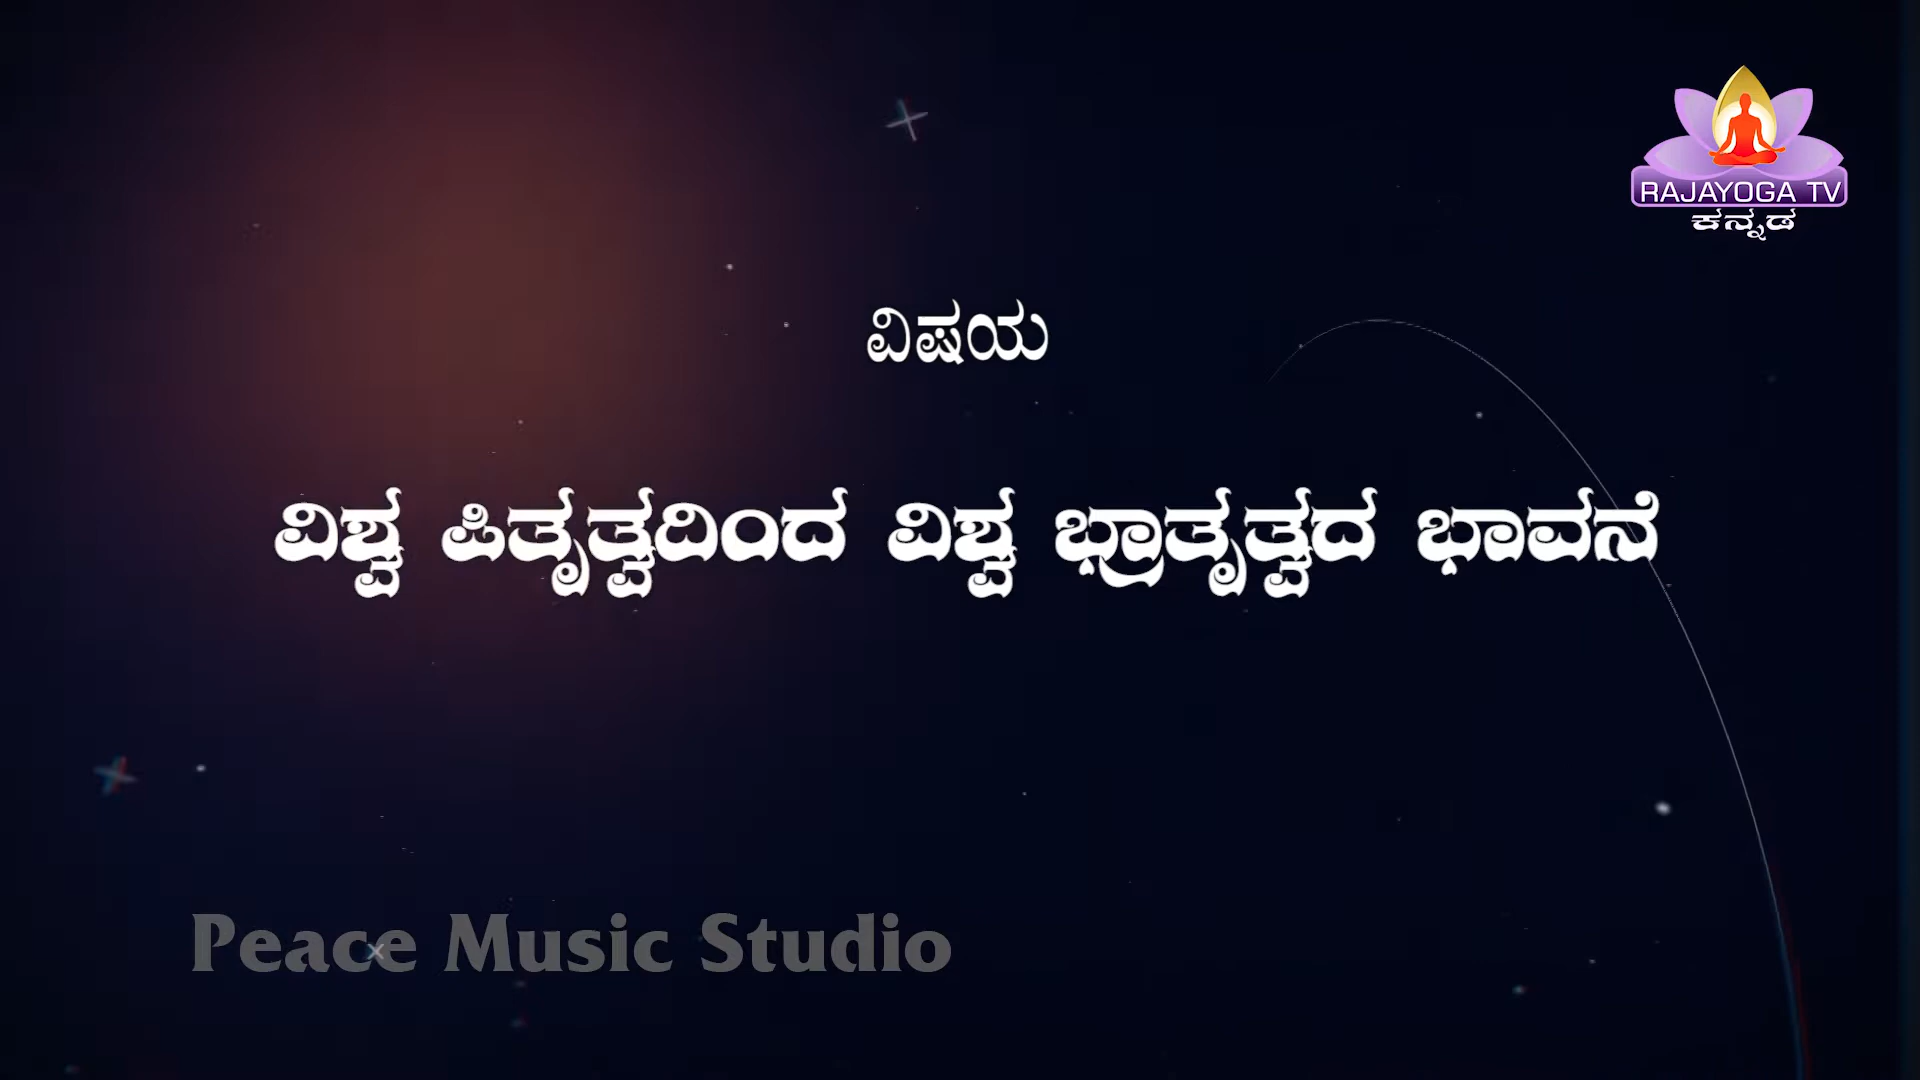 RAJAYOGA TV
ಕನ್ನಡ
ವಿಷಯ
ವಿಶ್ವ ಪಿತೃತ್ವದಿಂದ ವಿಶ್ವ ಭ್ರಾತೃತ್ವದ ಭಾವನೆ
Peace Music Studio